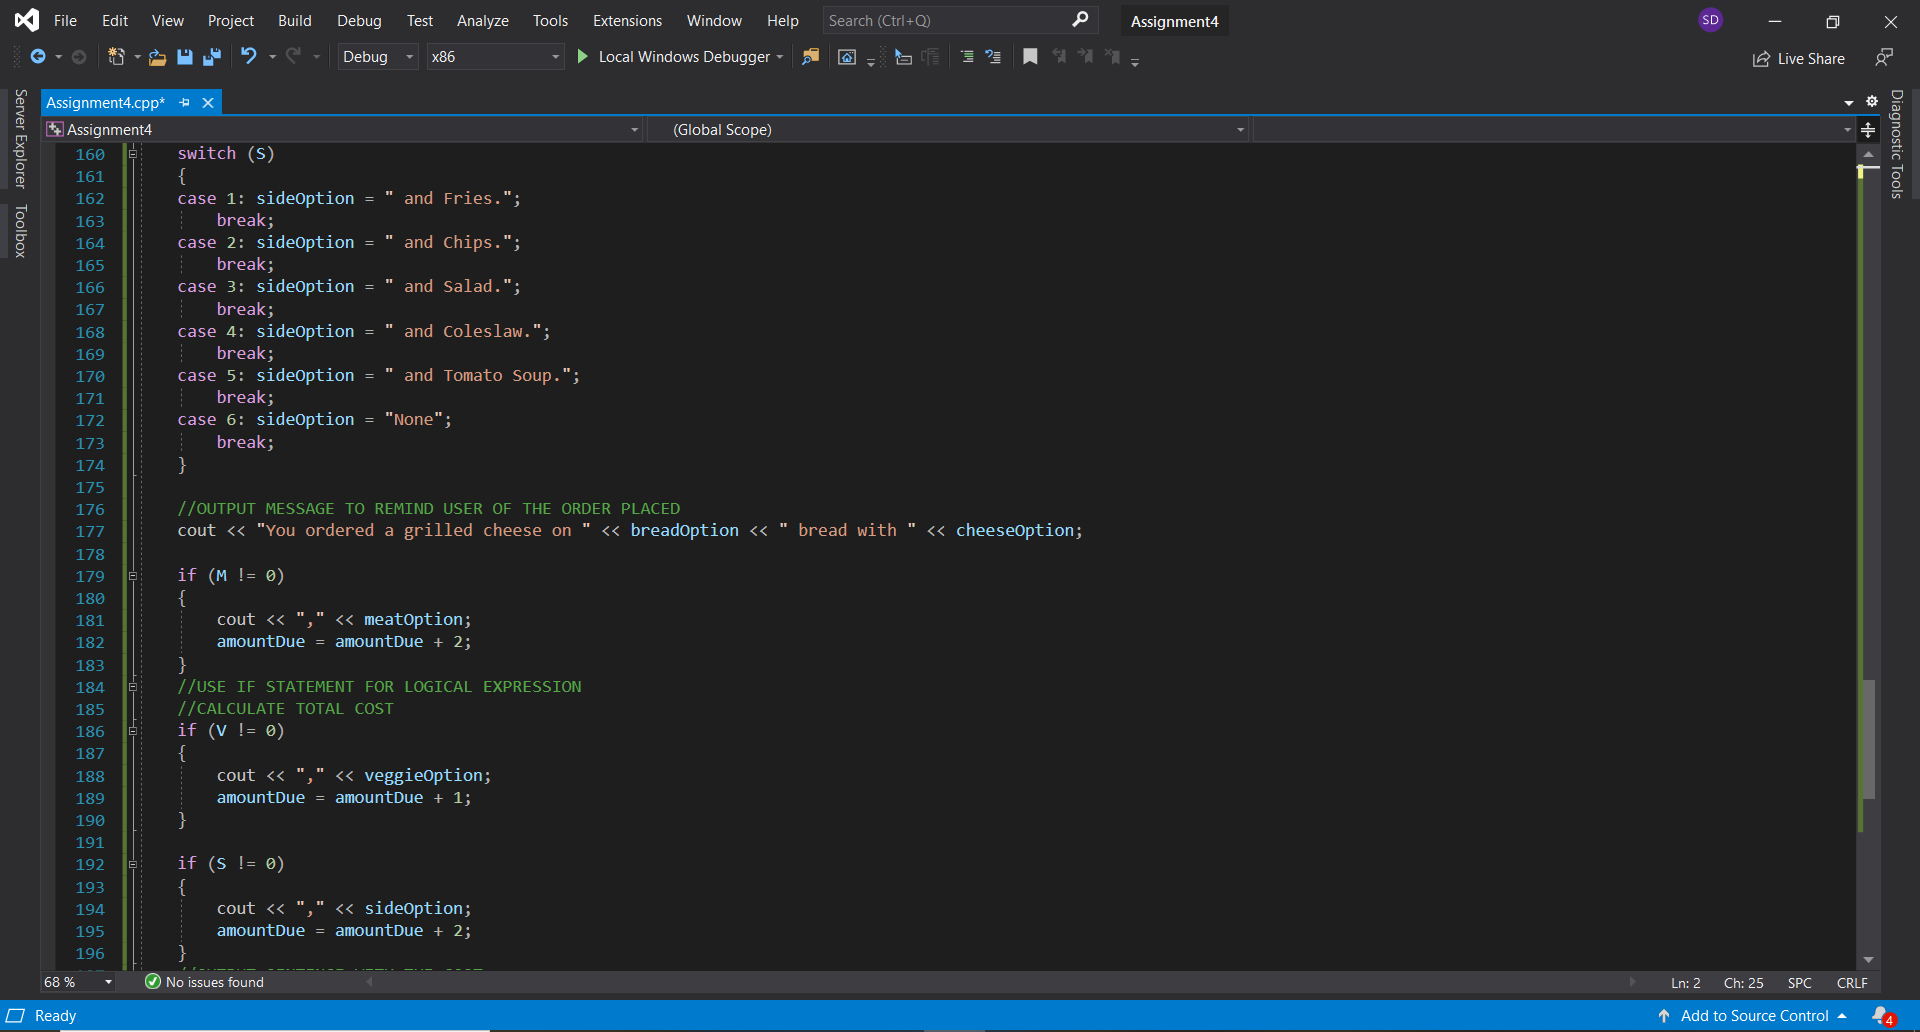 File Edit View Project Build Debug Test Analyze Tools Extensions Window Help Search (Ctrl+Q) Assignment4 SD
Debug x86 Local Windows Debugger Live Share
Server Explorer
Toolbox
Diagnostic Tools
Assignment4.cpp*
Assignment4 (Global Scope)
160 switch (S)
161 {
162 case 1: sideOption = " and Fries.";
163 break;
164 case 2: sideOption = " and Chips.";
165 break;
166 case 3: sideOption = " and Salad.";
167 break;
168 case 4: sideOption = " and Coleslaw.";
169 break;
170 case 5: sideOption = " and Tomato Soup.";
171 break;
172 case 6: sideOption = "None";
173 break;
174 }
175
176 //OUTPUT MESSAGE TO REMIND USER OF THE ORDER PLACED
177 cout << "You ordered a grilled cheese on " << breadOption << " bread with " << cheeseOption;
178
179 if (M != 0)
180 {
181 cout << "," << meatOption;
182 amountDue = amountDue + 2;
183 }
184 //USE IF STATEMENT FOR LOGICAL EXPRESSION
185 //CALCULATE TOTAL COST
186 if (V != 0)
187 {
188 cout << "," << veggieOption;
189 amountDue = amountDue + 1;
190 }
191
192 if (S != 0)
193 {
194 cout << "," << sideOption;
195 amountDue = amountDue + 2;
196 }
68 % No issues found Ln: 2 Ch: 25 SPC CRLF
Ready Add to Source Control 4